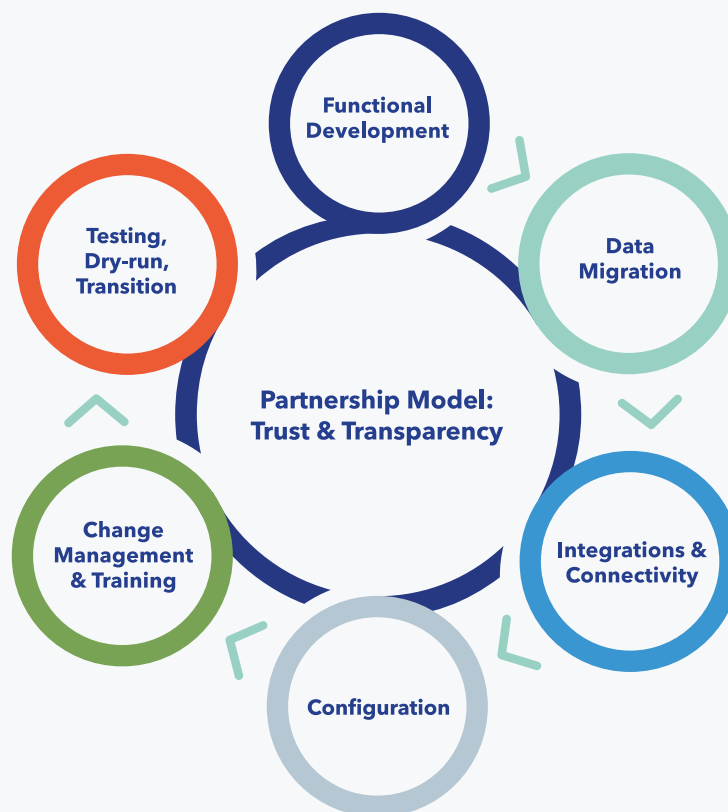 Functional
Development
Data
Migration
Integrations &
Connectivity
Configuration
Change
Management
& Training
Testing,
Dry-run,
Transition
Partnership Model:
Trust & Transparency